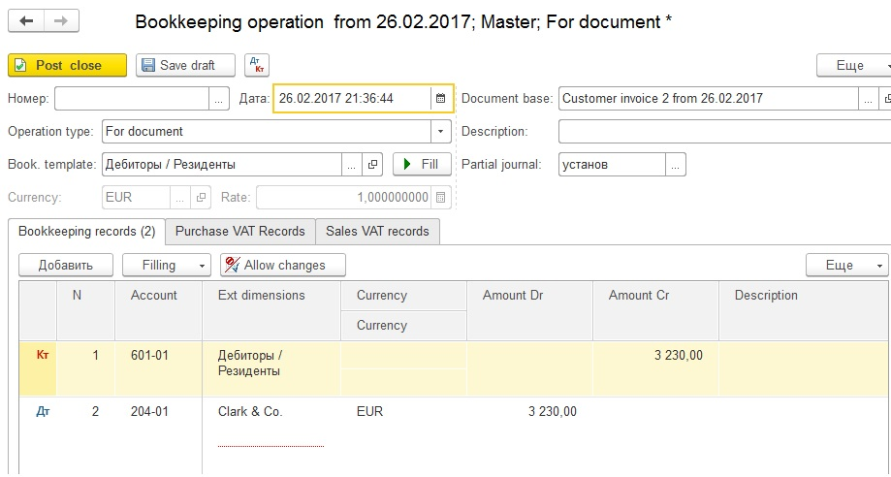 Bookkeeping operation from 26.02.2017; Master; For document *
Post close Save draft Дт Кт Еще
Номер: ... Дата: 26.02.2017 21:36:44 Document base: Customer invoice 2 from 26.02.2017 ...
Operation type: For document Description:
Book. template: Дебиторы / Резиденты ... Fill Partial journal: установ ...
Currency: EUR ... Rate: 1,000000000
Bookkeeping records (2) Purchase VAT Records Sales VAT records
Добавить Filling Allow changes Еще
N Account Ext dimensions Currency Amount Dr Amount Cr Description
Currency
Кт 1 601-01 Дебиторы / 3 230,00
Резиденты
Дт 2 204-01 Clark & Co. EUR 3 230,00